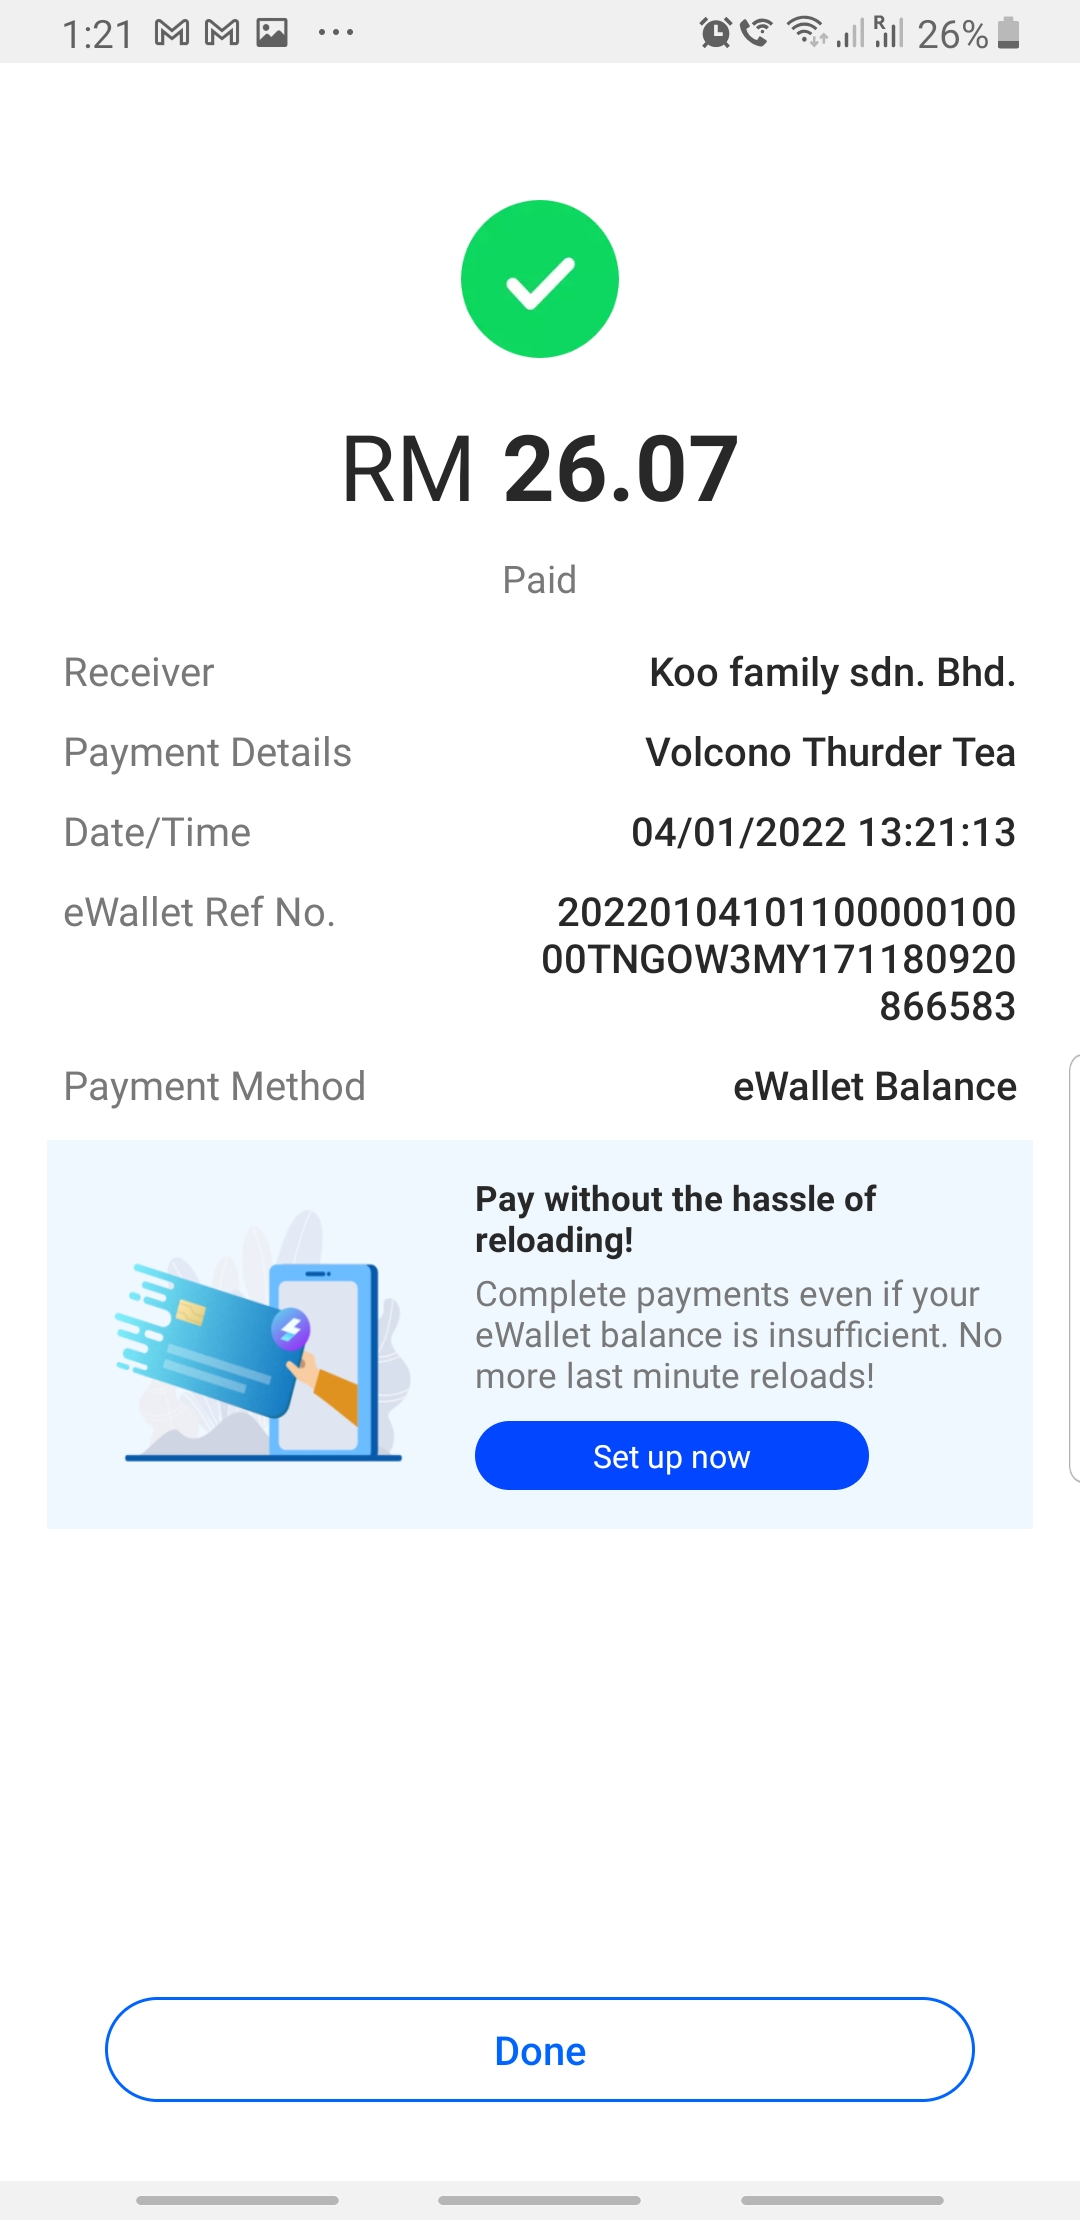 1:21 R 26%
RM 26.07
Paid
Receiver Koo family sdn. Bhd.
Payment Details Volcono Thurder Tea
Date/Time 04/01/2022 13:21:13
eWallet Ref No. 20220104101100000100
00TNGOW3MY171180920
866583
Payment Method eWallet Balance
Pay without the hassle of
reloading!
Complete payments even if your
eWallet balance is insufficient. No
more last minute reloads!
Set up now
Done